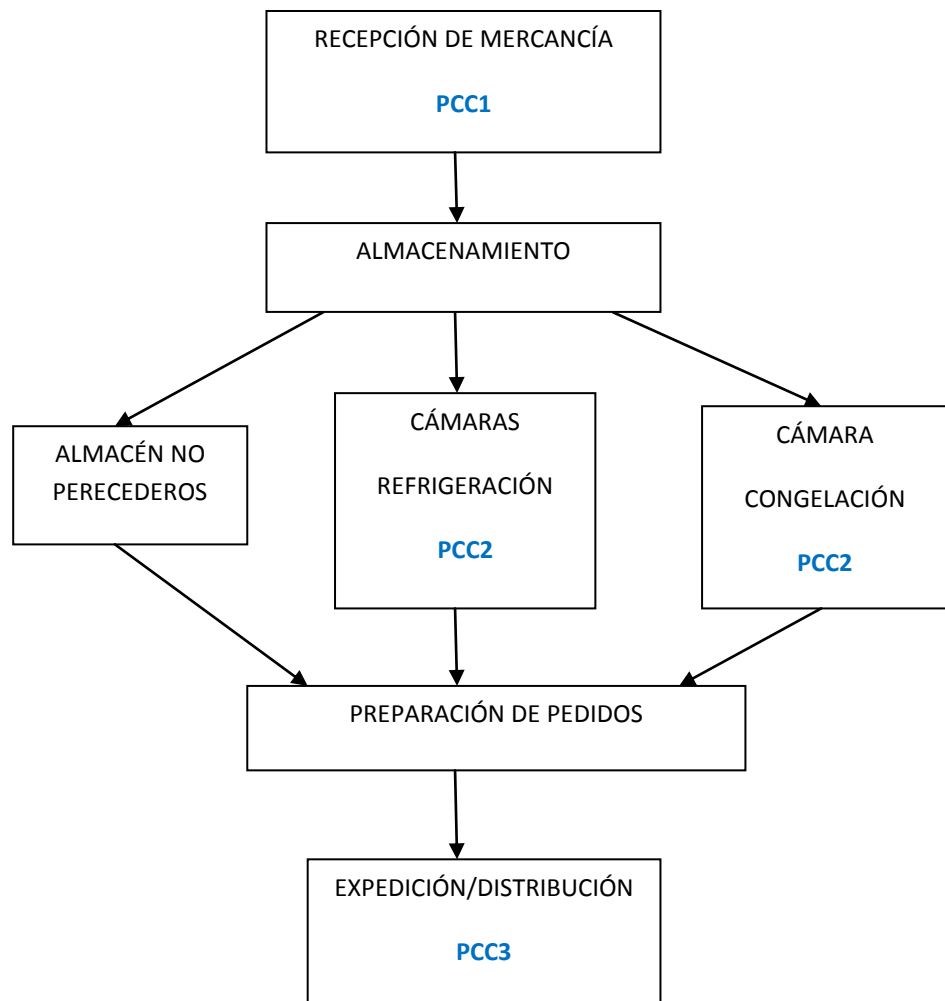 RECEPCIÓN DE MERCANCÍA
PCC1
ALMACENAMIENTO
ALMACÉN NO
PERECEDEROS
CÁMARAS
REFRIGERACIÓN
PCC2
CÁMARA
CONGELACIÓN
PCC2
PREPARACIÓN DE PEDIDOS
EXPEDICIÓN/DISTRIBUCIÓN
PCC3